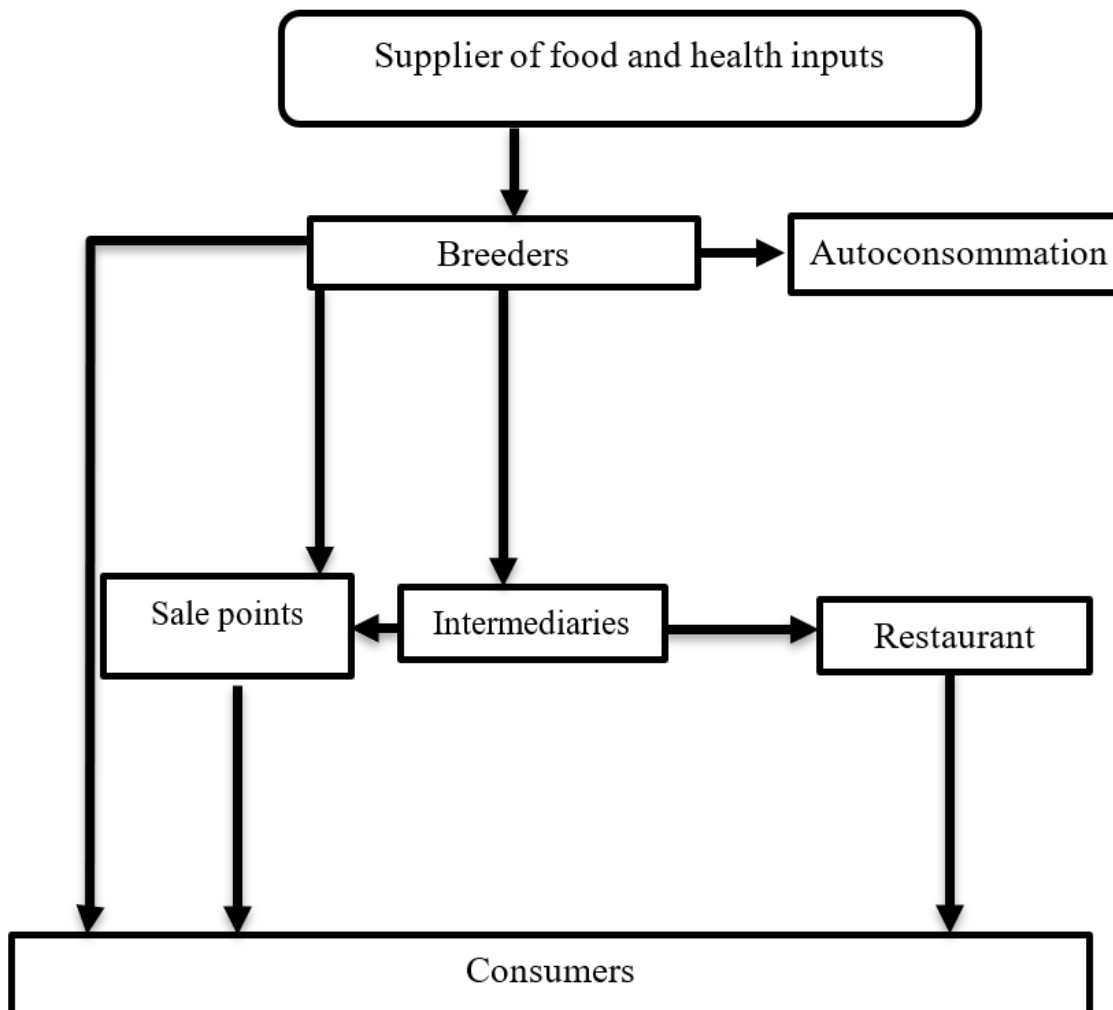 Supplier of food and health inputs
Breeders
Autoconsommation
Sale points
Intermediaries
Restaurant
Consumers